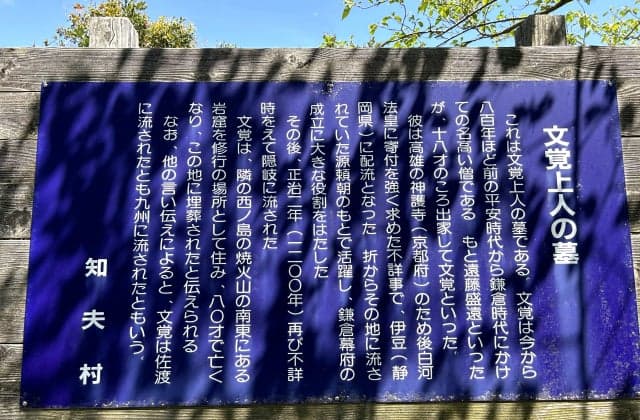 文覚上人の墓
これは文覚上人の墓である　文覚は今から
八百年ほど前の平安時代から鎌倉時代にかけ
ての名高い僧である　もと遠藤盛遠といった
が、十八才のころ出家して文覚といった
彼は高雄の神護寺（京都府）のため後白河
法皇に寄付を強く求めた不詳事で、伊豆（静
岡県）に配流となった　折からその地に流さ
れていた源頼朝のもとで活躍し、鎌倉幕府の
成立に大きな役割をはたした
その後、正治二年（一二〇〇年）再び不詳
時をえて隠岐に流された
文覚は、隣の西ノ島の焼火山の南東にある
岩窟を修行の場所として住み、八〇才で亡く
なり、この地に埋葬されたと伝えられる
なお、他の言い伝えによると、文覚は佐渡
に流されたとも九州に流されたともいう。
知夫村